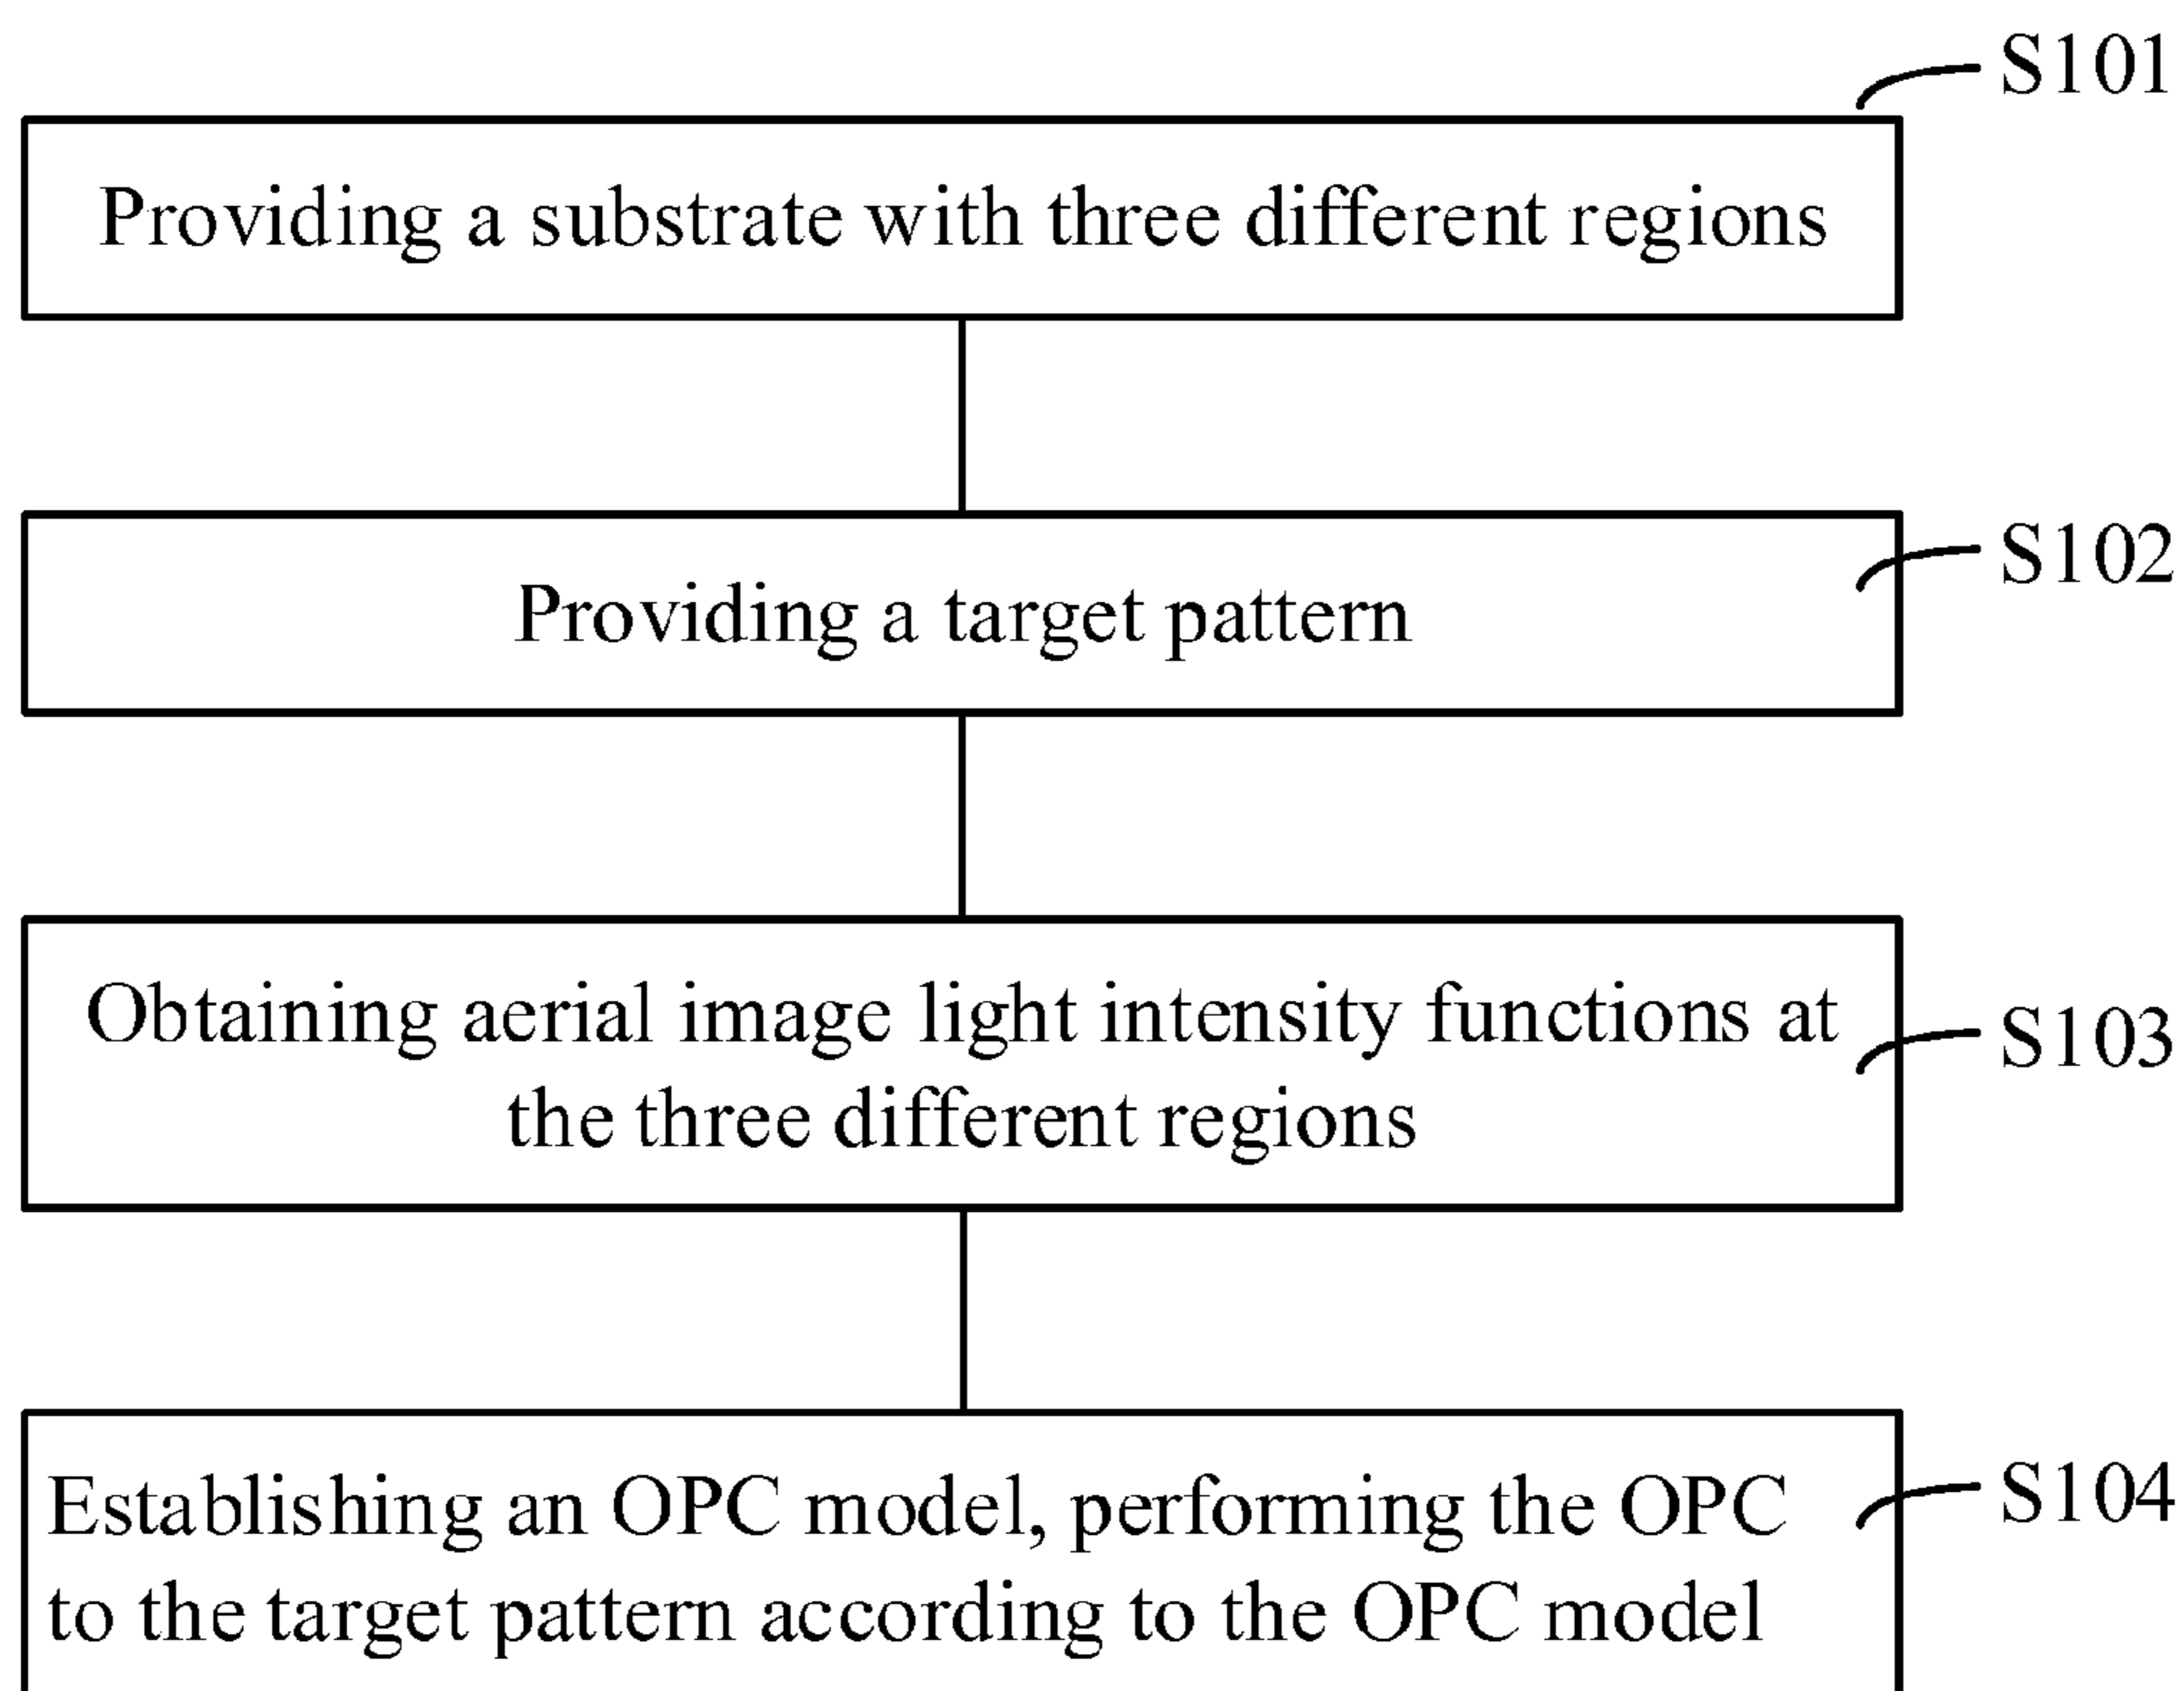 S101
Providing a substrate with three different regions
S102
Providing a target pattern
Obtaining aerial image light intensity functions at
the three different regions
S103
Establishing an OPC model, performing the OPC
to the target pattern according to the OPC model
S104